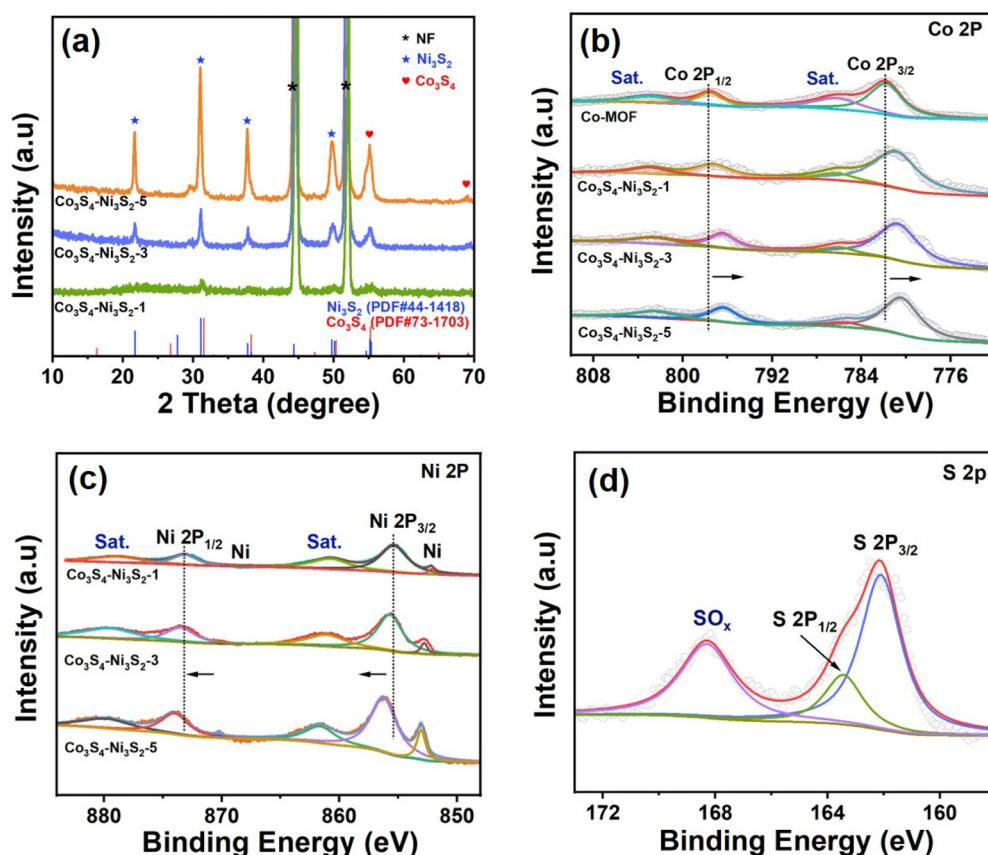 (a)
* NF
★ Ni₃S₂
♥ Co₃S₄
Intensity (a.u)
Co₃S₄-Ni₃S₂-5
Co₃S₄-Ni₃S₂-3
Co₃S₄-Ni₃S₂-1
Ni₃S₂ (PDF#44-1418)
Co₃S₄ (PDF#73-1703)
10 20 30 40 50 60 70
2 Theta (degree)
(b)
Co 2P
Sat. Co 2P₁/₂ Sat. Co 2P₃/₂
Intensity (a.u)
Co-MOF
Co₃S₄-Ni₃S₂-1
Co₃S₄-Ni₃S₂-3
Co₃S₄-Ni₃S₂-5
808 800 792 784 776
Binding Energy (eV)
(c)
Ni 2P
Sat. Ni 2P₁/₂ Ni Sat. Ni 2P₃/₂ Ni
Intensity (a.u)
Co₃S₄-Ni₃S₂-1
Co₃S₄-Ni₃S₂-3
Co₃S₄-Ni₃S₂-5
880 870 860 850
Binding Energy (eV)
(d)
S 2p
S 2P₃/₂
S 2P₁/₂
SOₓ
Intensity (a.u)
172 168 164 160
Binding Energy (eV)